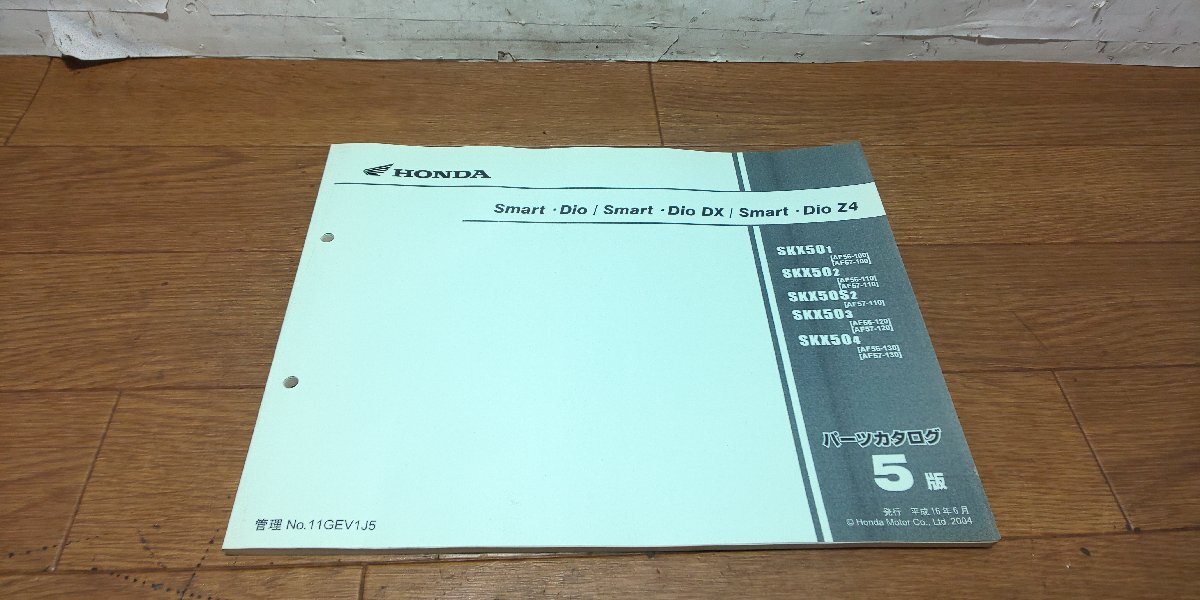 HONDA
Smart・Dio / Smart・Dio DX / Smart・Dio Z4
SKX501
[AF56-100]
[AF57-100]
SKX502
[AF56-110]
[AF57-110]
SKX50S2
[AF57-110]
SKX503
[AF56-120]
[AF57-120]
SKX504
[AF56-130]
[AF57-130]
パーツカタログ
5版
発行 平成16年6月
© Honda Motor Co., Ltd. 2004
管理 No.11GEV1J5